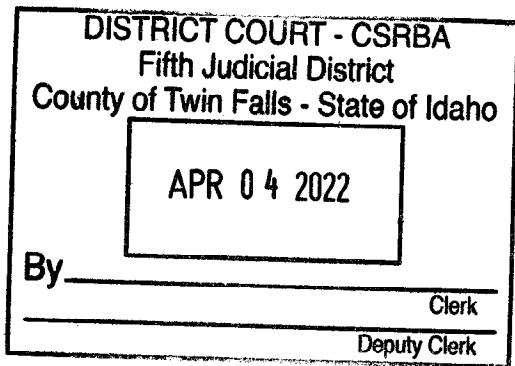 DISTRICT COURT - CSRBA
Fifth Judicial District
County of Twin Falls - State of Idaho
APR 04 2022
By
Clerk
Deputy Clerk